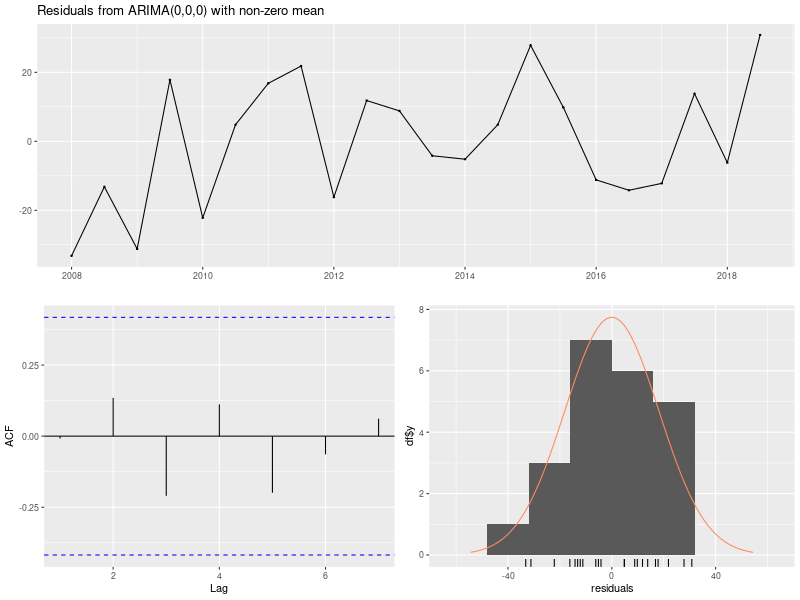 Residuals from ARIMA(0,0,0) with non-zero mean
20
0
-20
2008 2010 2012 2014 2016 2018
0.25
0.00
-0.25
ACF
2 4 6
Lag
8
6
4
2
0
df$y
-40 0 40
residuals